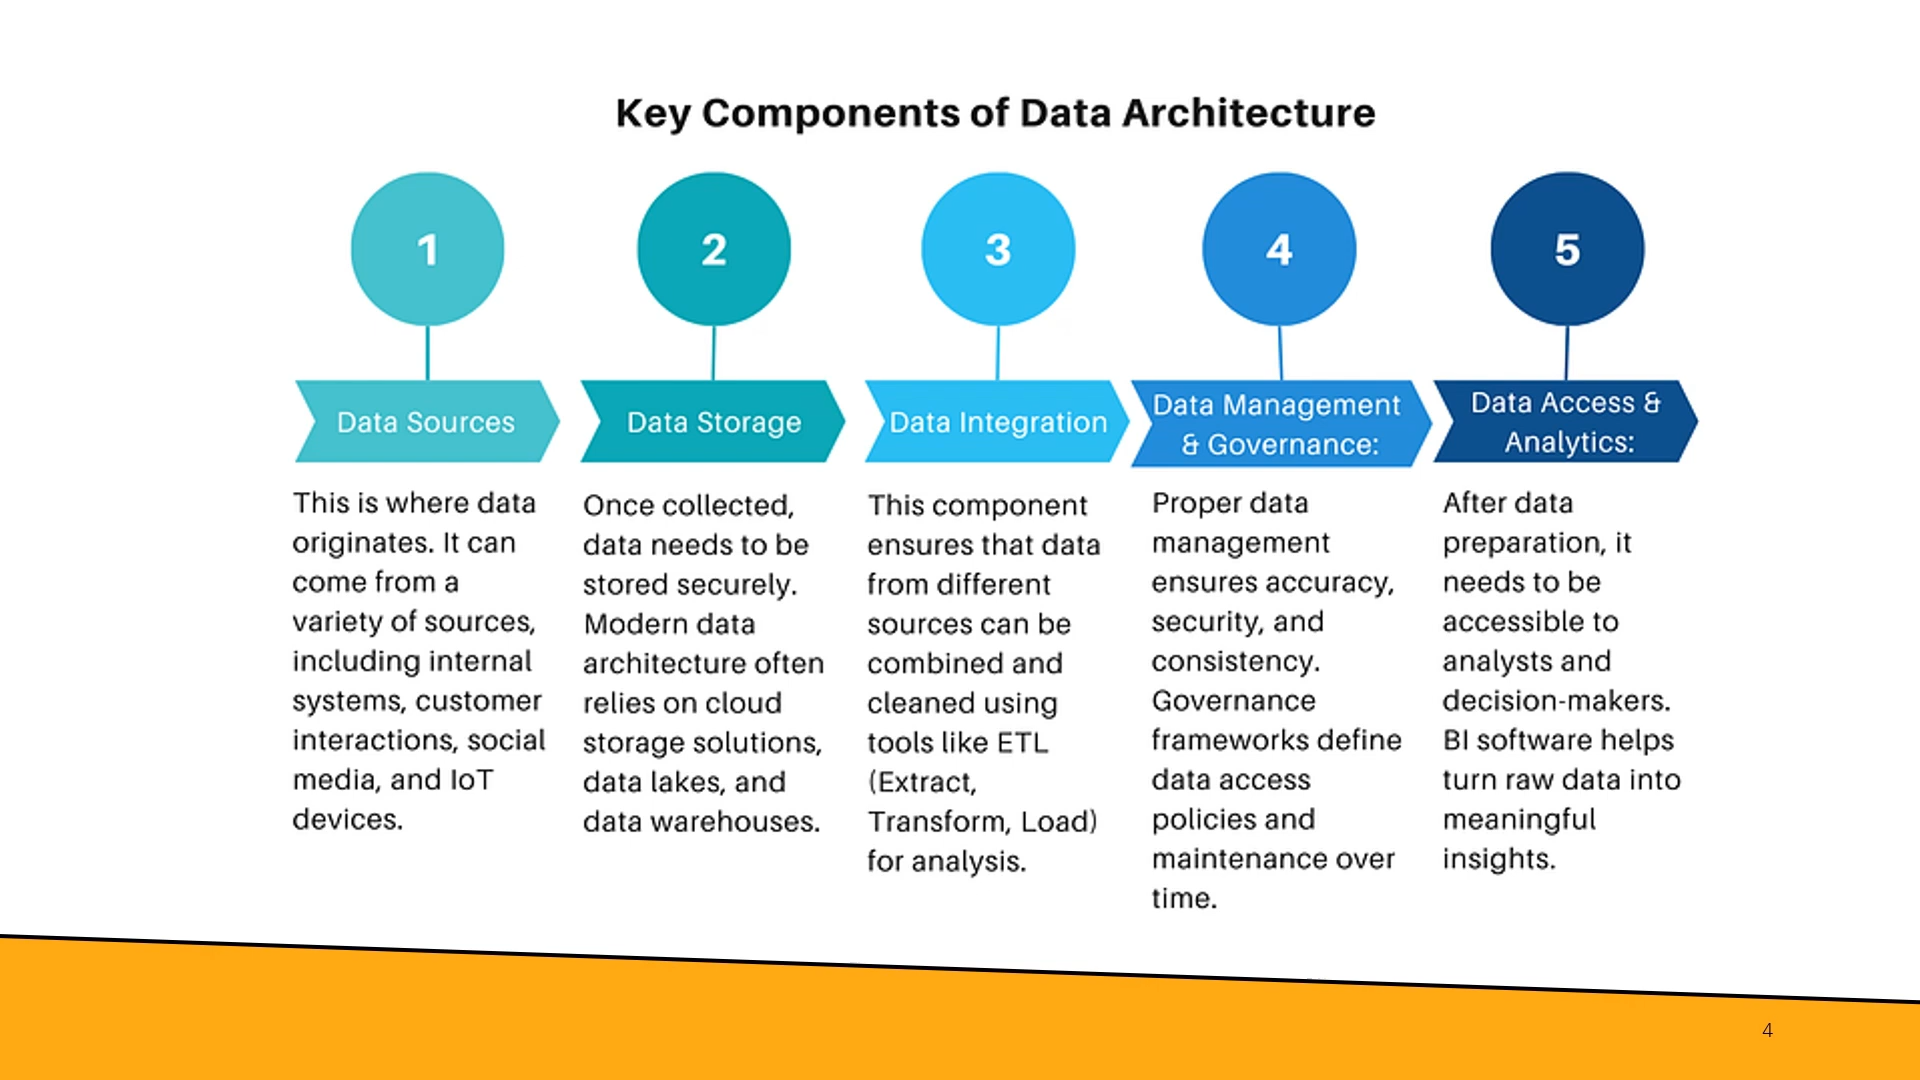 Key Components of Data Architecture
1
2
3
4
5
Data Sources
Data Storage
Data Integration
Data Management
& Governance:
Data Access &
Analytics:
This is where data
originates. It can
come from a
variety of sources,
including internal
systems, customer
interactions, social
media, and IoT
devices.
Once collected,
data needs to be
stored securely.
Modern data
architecture often
relies on cloud
storage solutions,
data lakes, and
data warehouses.
This component
ensures that data
from different
sources can be
combined and
cleaned using
tools like ETL
(Extract,
Transform, Load)
for analysis.
Proper data
management
ensures accuracy,
security, and
consistency.
Governance
frameworks define
data access
policies and
maintenance over
time.
After data
preparation, it
needs to be
accessible to
analysts and
decision-makers.
BI software helps
turn raw data into
meaningful
insights.
4